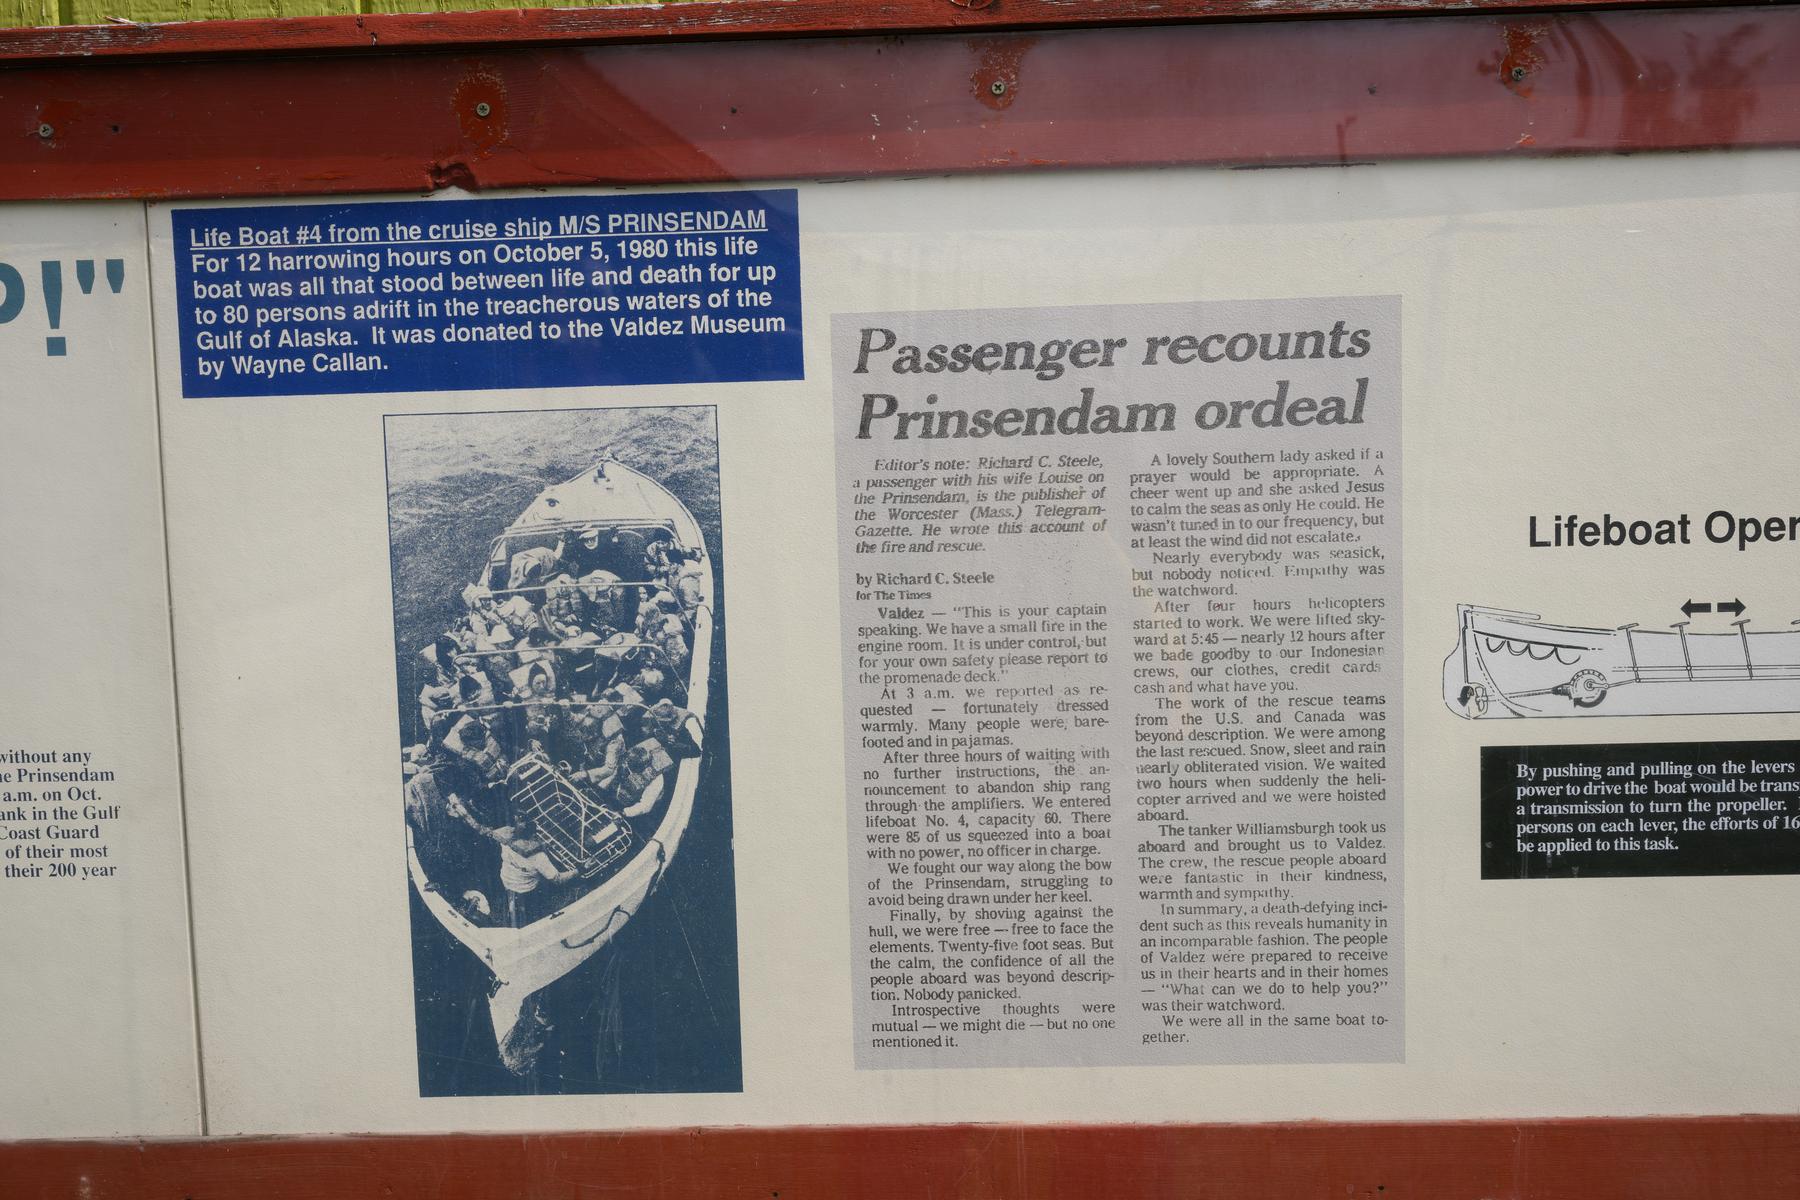 P!"
without any
e Prinsendam
a.m. on Oct.
ank in the Gulf
Coast Guard
of their most
their 200 year
Life Boat #4 from the cruise ship M/S PRINSENDAM
For 12 harrowing hours on October 5, 1980 this life
boat was all that stood between life and death for up
to 80 persons adrift in the treacherous waters of the
Gulf of Alaska. It was donated to the Valdez Museum
by Wayne Callan.
Passenger recounts
Prinsendam ordeal
Editor's note: Richard C. Steele,
a passenger with his wife Louise on
the Prinsendam, is the publisher of
the Worcester (Mass.) Telegram-
Gazette. He wrote this account of
the fire and rescue.
by Richard C. Steele
for The Times
Valdez — "This is your captain
speaking. We have a small fire in the
engine room. It is under control, but
for your own safety please report to
the promenade deck."
At 3 a.m. we reported as re-
quested — fortunately dressed
warmly. Many people were bare-
footed and in pajamas.
After three hours of waiting with
no further instructions, the an-
nouncement to abandon ship rang
through the amplifiers. We entered
lifeboat No. 4, capacity 60. There
were 85 of us squeezed into a boat
with no power, no officer in charge.
We fought our way along the bow
of the Prinsendam, struggling to
avoid being drawn under her keel.
Finally, by shoving against the
hull, we were free — free to face the
elements. Twenty-five foot seas. But
the calm, the confidence of all the
people aboard was beyond descrip-
tion. Nobody panicked.
Introspective thoughts were
mutual — we might die — but no one
mentioned it.
A lovely Southern lady asked if a
prayer would be appropriate. A
cheer went up and she asked Jesus
to calm the seas as only He could. He
wasn't tuned in to our frequency, but
at least the wind did not escalate.
Nearly everybody was seasick,
but nobody noticed. Empathy was
the watchword.
After four hours helicopters
started to work. We were lifted sky-
ward at 5:45 — nearly 12 hours after
we bade goodby to our Indonesian
crews, our clothes, credit cards
cash and what have you.
The work of the rescue teams
from the U.S. and Canada was
beyond description. We were among
the last rescued. Snow, sleet and rain
nearly obliterated vision. We waited
two hours when suddenly the heli-
copter arrived and we were hoisted
aboard.
The tanker Williamsburgh took us
aboard and brought us to Valdez.
The crew, the rescue people aboard
were fantastic in their kindness,
warmth and sympathy.
In summary, a death-defying inci-
dent such as this reveals humanity in
an incomparable fashion. The people
of Valdez were prepared to receive
us in their hearts and in their homes
— "What can we do to help you?"
was their watchword.
We were all in the same boat to-
gether.
Lifeboat Oper
By pushing and pulling on the levers
power to drive the boat would be trans
a transmission to turn the propeller.
persons on each lever, the efforts of 16
be applied to this task.